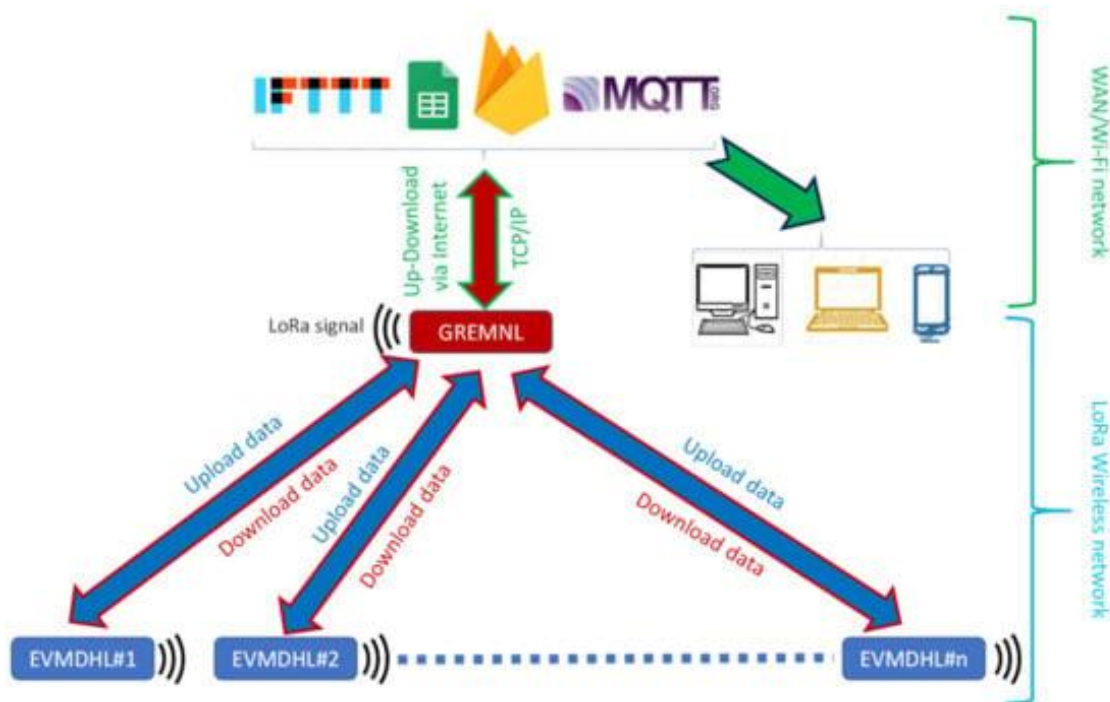 IFTTT
MQTT.ORG
WAN/Wi-Fi network
Up-Download
via Internet
TCP/IP
LoRa signal
GREMNL
Upload data
Download data
Upload data
Download data
Upload data
Download data
LoRa Wireless network
EVMDHL#1
EVMDHL#2
EVMDHL#n